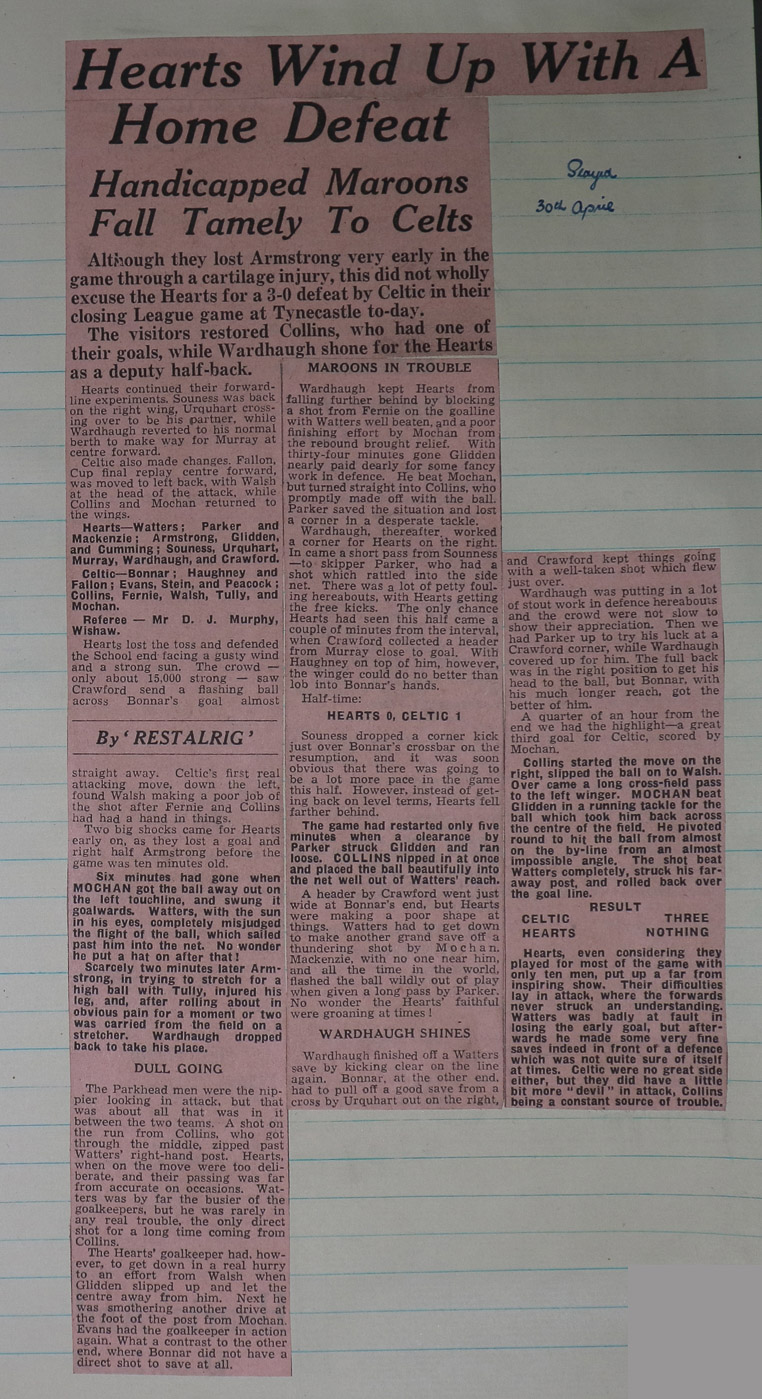 Hearts Wind Up With A
Home Defeat
Handicapped Maroons
Fall Tamely To Celts
Played
30th April
Although they lost Armstrong very early in the
game through a cartilage injury, this did not wholly
excuse the Hearts for a 3-0 defeat by Celtic in their
closing League game at Tynecastle to-day.
The visitors restored Collins, who had one of
their goals, while Wardhaugh shone for the Hearts
as a deputy half-back.
Hearts continued their forward-
line experiments. Souness was back
on the right wing, Urquhart cross-
ing over to be his partner, while
Wardhaugh reverted to his normal
berth to make way for Murray at
centre forward.
Celtic also made changes. Fallon,
Cup final replay centre forward,
was moved to left back, with Walsh
at the head of the attack, while
Collins and Mochan returned to
the wings.
Hearts—Watters; Parker and
Mackenzie; Armstrong, Glidden,
and Cumming; Souness, Urquhart,
Murray, Wardhaugh, and Crawford.
Celtic—Bonnar; Haughney and
Fallon; Evans, Stein, and Peacock;
Collins, Fernie, Walsh, Tully, and
Mochan.
Referee — Mr D. J. Murphy,
Wishaw.
Hearts lost the toss and defended
the School end facing a gusty wind
and a strong sun. The crowd —
only about 15,000 strong — saw
Crawford send a flashing ball
across Bonnar's goal almost
By 'RESTALRIG'
straight away. Celtic's first real
attacking move, down the left,
found Walsh making a poor job of
the shot after Fernie and Collins
had had a hand in things.
Two big shocks came for Hearts
early on, as they lost a goal and
right half Armstrong before the
game was ten minutes old.
Six minutes had gone when
MOCHAN got the ball away out on
the left touchline, and swung it
goalwards. Watters, with the sun
in his eyes, completely misjudged
the flight of the ball, which sailed
past him into the net. No wonder
he put a hat on after that!
Scarcely two minutes later Arm-
strong, in trying to stretch for a
high ball with Tully, injured his
leg, and, after rolling about in
obvious pain for a moment or two
was carried from the field on a
stretcher. Wardhaugh dropped
back to take his place.
DULL GOING
The Parkhead men were the nip-
pier looking in attack, but that
was about all that was in it
between the two teams. A shot on
the run from Collins, who got
through the middle, zipped past
Watters' right-hand post. Hearts,
when on the move were too deli-
berate, and their passing was far
from accurate on occasions. Wat-
ters was by far the busier of the
goalkeepers, but he was rarely in
any real trouble, the only direct
shot for a long time coming from
Collins.
The Hearts' goalkeeper had, how-
ever, to get down in a real hurry
to an effort from Walsh when
Glidden slipped up and let the
centre away from him. Next he
was smothering another drive at
the foot of the post from Mochan.
Evans had the goalkeeper in action
again. What a contrast to the other
end, where Bonnar did not have a
direct shot to save at all.
MAROONS IN TROUBLE
Wardhaugh kept Hearts from
falling further behind by blocking
a shot from Fernie on the goalline
with Watters well beaten, and a poor
finishing effort by Mochan from
the rebound brought relief. With
thirty-four minutes gone Glidden
nearly paid dearly for some fancy
work in defence. He beat Mochan,
but turned straight into Collins, who
promptly made off with the ball.
Parker saved the situation and lost
a corner in a desperate tackle.
Wardhaugh, thereafter, worked
a corner for Hearts on the right.
In came a short pass from Sounness
—to skipper Parker, who had a
shot which rattled into the side
net. There was a lot of petty foul-
ing hereabouts, with Hearts getting
the free kicks. The only chance
Hearts had seen this half came a
couple of minutes from the interval,
when Crawford collected a header
from Murray close to goal. With
Haughney on top of him, however,
the winger could do no better than
lob into Bonnar's hands.
Half-time:
HEARTS 0, CELTIC 1
Souness dropped a corner kick
just over Bonnar's crossbar on the
resumption, and it was soon
obvious that there was going to
be a lot more pace in the game
this half. However, instead of get-
ing back on level terms, Hearts fell
farther behind.
The game had restarted only five
minutes when a clearance by
Parker struck Glidden and ran
loose. COLLINS nipped in at once
and placed the ball beautifully into
the net well out of Watters' reach.
A header by Crawford went just
wide at Bonnar's end, but Hearts
were making a poor shape at
things. Watters had to get down
to make another grand save off a
thundering shot by Mochan.
Mackenzie, with no one near him,
and all the time in the world,
flashed the ball wildly out of play
when given a long pass by Parker.
No wonder the Hearts' faithful
were groaning at times!
WARDHAUGH SHINES
Wardhaugh finished off a Watters
save by kicking clear on the line
again. Bonnar, at the other end,
had to pull off a good save from a
cross by Urquhart out on the right,
and Crawford kept things going
with a well-taken shot which flew
just over.
Wardhaugh was putting in a lot
of stout work in defence hereabouts
and the crowd were not slow to
show their appreciation. Then we
had Parker up to try his luck at a
Crawford corner, while Wardhaugh
covered up for him. The full back
was in the right position to get his
head to the ball, but Bonnar, with
his much longer reach, got the
better of him.
A quarter of an hour from the
end we had the highlight—a great
third goal for Celtic, scored by
Mochan.
Collins started the move on the
right, slipped the ball on to Walsh.
Over came a long cross-field pass
to the left winger. MOCHAN beat
Glidden in a running tackle for the
ball which took him back across
the centre of the field. He pivoted
round to hit the ball from almost
on the by-line from an almost
impossible angle. The shot beat
Watters completely, struck his far-
away post, and rolled back over
the goal line.
RESULT
CELTIC THREE
HEARTS NOTHING
Hearts, even considering they
played for most of the game with
only ten men, put up a far from
inspiring show. Their difficulties
lay in attack, where the forwards
never struck an understanding.
Watters was badly at fault in
losing the early goal, but after-
wards he made some very fine
saves indeed in front of a defence
which was not quite sure of itself
at times. Celtic were no great side
either, but they did have a little
bit more "devil" in attack, Collins
being a constant source of trouble.